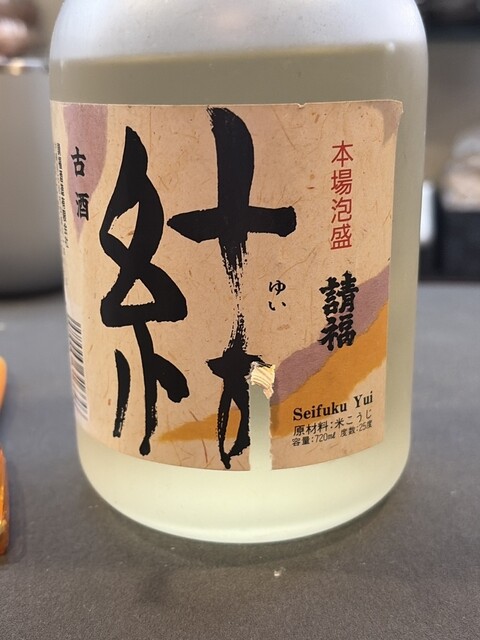 本場泡盛
請福
結
ゆい
古酒
Seifuku Yui
原材料:米こうじ
容量:720㎖ 度数:25度